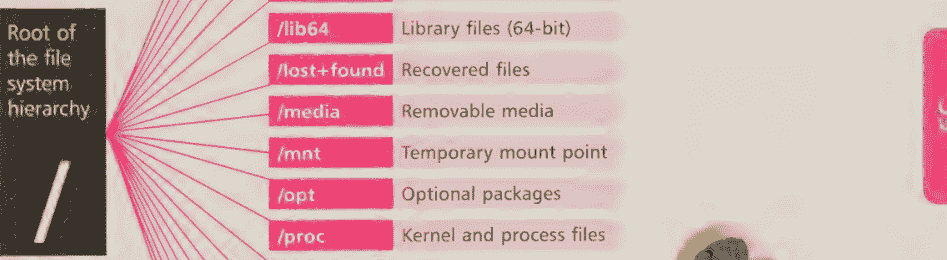 Root of
the file
system
hierarchy
/
/lib64 Library files (64-bit)
/lost+found Recovered files
/media Removable media
/mnt Temporary mount point
/opt Optional packages
/proc Kernel and process files